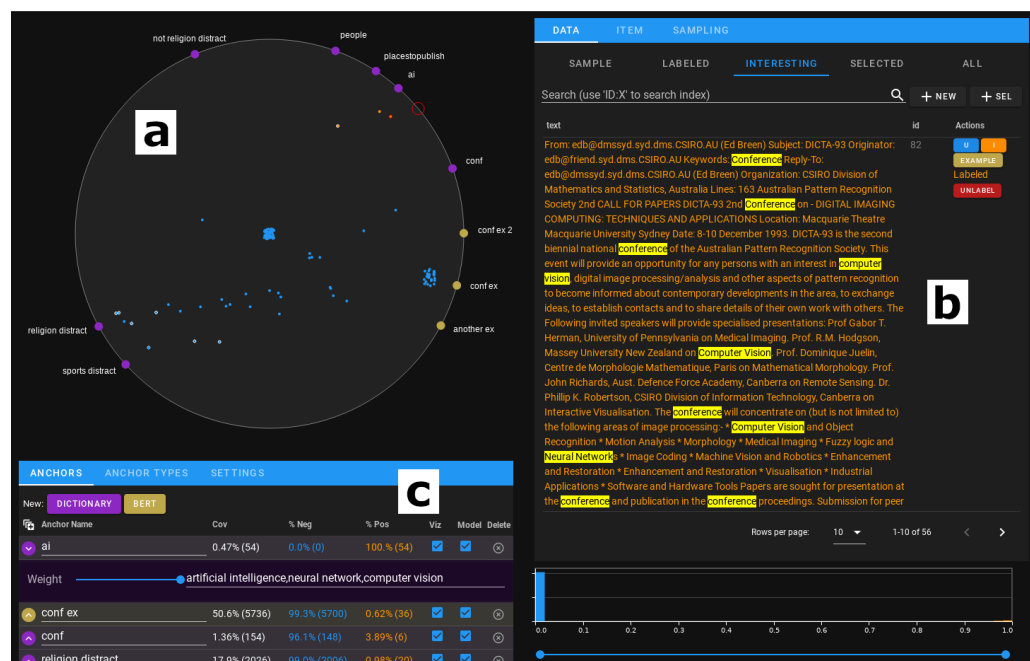 not religion distract
people
placestopublish
ai
a
conf
conf ex 2
conf ex
another ex
religion distract
sports distract
ANCHORS ANCHOR TYPES SETTINGS
c
New: DICTIONARY BERT
Anchor Name Cov % Neg % Pos Viz Model Delete
ai 0.47% (54) 0.0% (0) 100.% (54)
Weight artificial intelligence,neural network,computer vision
conf ex 50.6% (5736) 99.3% (5700) 0.62% (36)
conf 1.36% (154) 96.1% (148) 3.89% (6)
religion distract 17.9% (2026) 99.0% (2006) 0.98% (20)
DATA ITEM SAMPLING
SAMPLE LABELED INTERESTING SELECTED ALL
Search (use 'ID:X' to search index) + NEW + SEL
text id Actions
From: edb@dmssyd.syd.dms.CSIRO.AU (Ed Breen) Subject: DICTA-93 Originator: 82 U I
edb@friend.syd.dms.CSIRO.AU Keywords: Conference Reply-To: EXAMPLE
edb@dmssyd.syd.dms.CSIRO.AU (Ed Breen) Organization: CSIRO Division of Labeled
Mathematics and Statistics, Australia Lines: 163 Australian Pattern Recognition UNLABEL
Society 2nd CALL FOR PAPERS DICTA-93 2nd Conference on - DIGITAL IMAGING
COMPUTING: TECHNIQUES AND APPLICATIONS Location: Macquarie Theatre
Macquarie University Sydney Date: 8-10 December 1993. DICTA-93 is the second
biennial national conference of the Australian Pattern Recognition Society. This
event will provide an opportunity for any persons with an interest in computer
vision, digital image processing/analysis and other aspects of pattern recognition
to become informed about contemporary developments in the area, to exchange
ideas, to establish contacts and to share details of their own work with others. The
Following invited speakers will provide specialised presentations: Prof Gabor T.
Herman, University of Pennsylvania on Medical Imaging. Prof. R.M. Hodgson,
Massey University New Zealand on Computer Vision. Prof. Dominique Juelin,
Centre de Morphologie Mathematique, Paris on Mathematical Morphology. Prof.
John Richards, Aust. Defence Force Academy, Canberra on Remote Sensing. Dr.
Phillip K. Robertson, CSIRO Division of Information Technology, Canberra on
Interactive Visualisation. The conference will concentrate on (but is not limited to)
the following areas of image processing:- * Computer Vision and Object
Recognition * Motion Analysis * Morphology * Medical Imaging * Fuzzy logic and
Neural Networks * Image Coding * Machine Vision and Robotics * Enhancement
and Restoration * Enhancement and Restoration * Visualisation * Industrial
Applications * Software and Hardware Tools Papers are sought for presentation at
the conference and publication in the conference proceedings. Submission for peer
b
Rows per page: 10 1-10 of 56
0.0 0.1 0.2 0.3 0.4 0.5 0.6 0.7 0.8 0.9 1.0